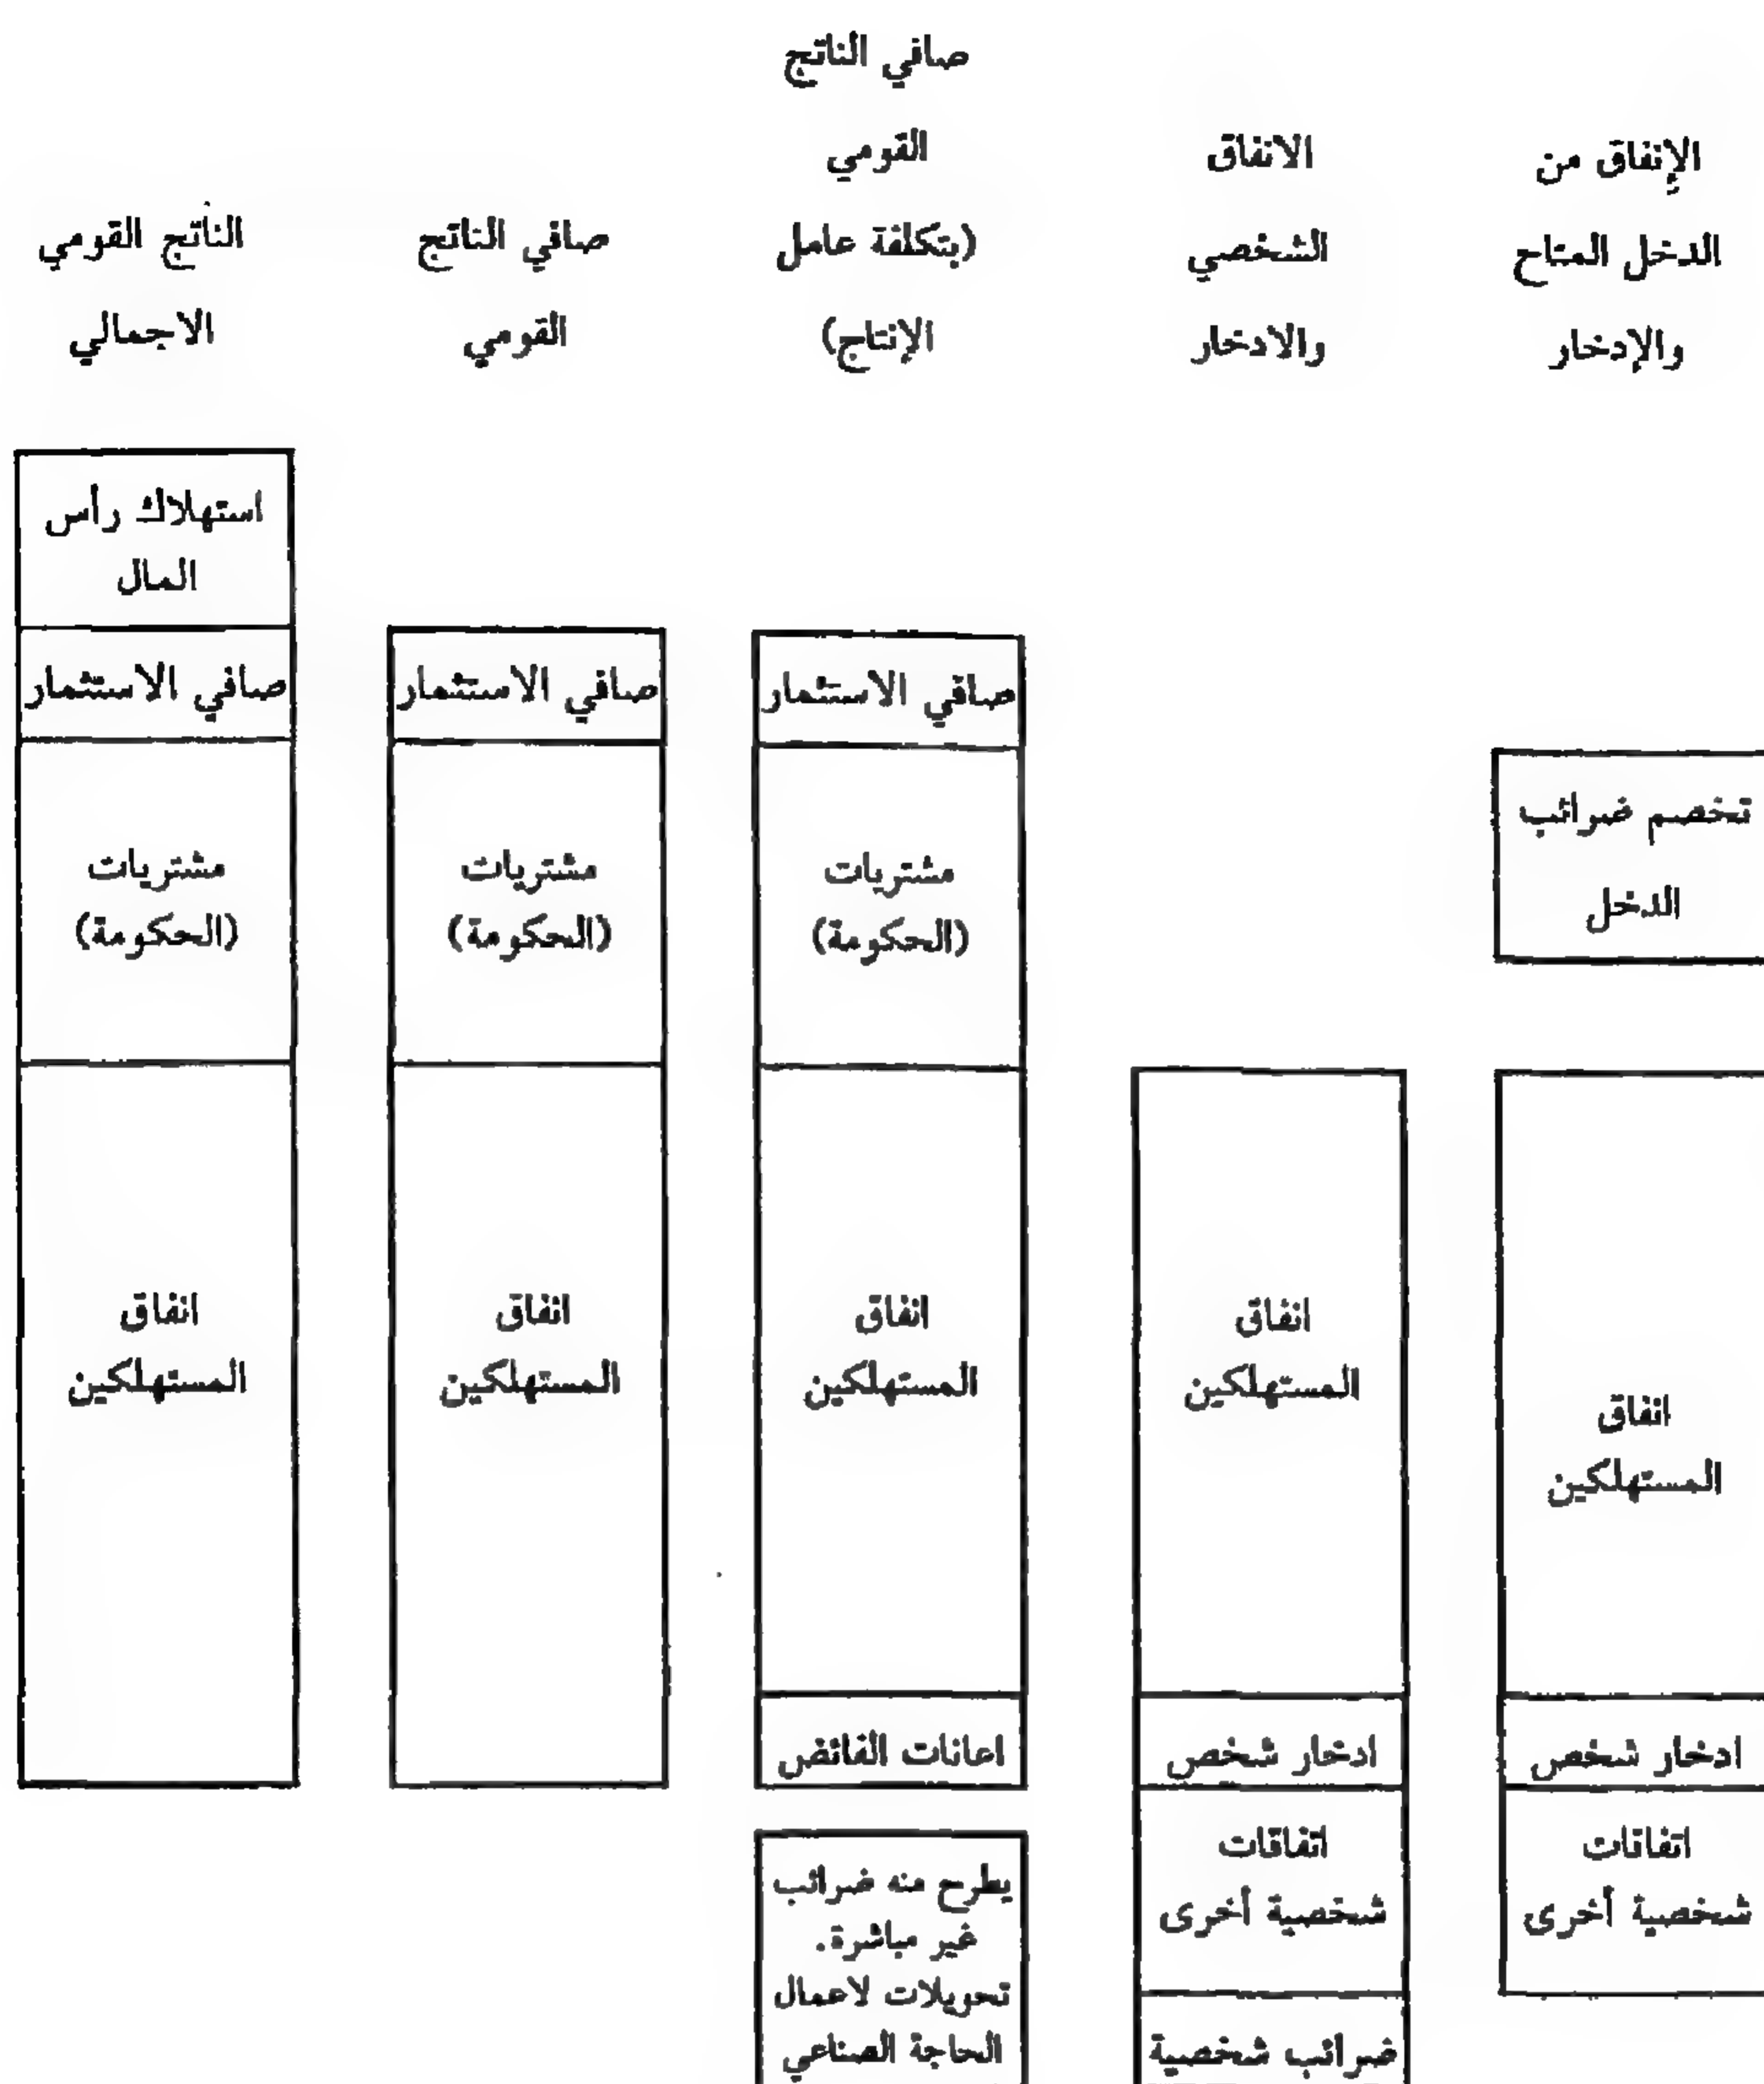 الإنفاق من
الدخل المتاح
والإدخار
تخصم ضرائب
الدخل
انفاق
المستهلكين
ادخار شخص
اتفاقات
شخصية أخرى
الانفاق
الشخصي
والادخار
انفاق
المستهلكين
ادخار شخص
اتفاقات
شخصية أخرى
ضرائب شخصية
صافي الناتج
القومي
(بتكلفة عامل
الإنتاج)
صافي الاستثمار
مشتريات
(الحكومة)
انفاق
المستهلكين
اعانات الفائض
يطرح منه ضرائب
غير مباشرة.
تحويلات لاعمال
الحاجة الصناعي
صافي الناتج
القومي
صافي الاستثمار
مشتريات
(الحكومة)
انفاق
المستهلكين
الناتج القومي
الاجمالي
استهلاك رأس
المال
صافي الاستثمار
مشتريات
(الحكومة)
انفاق
المستهلكين